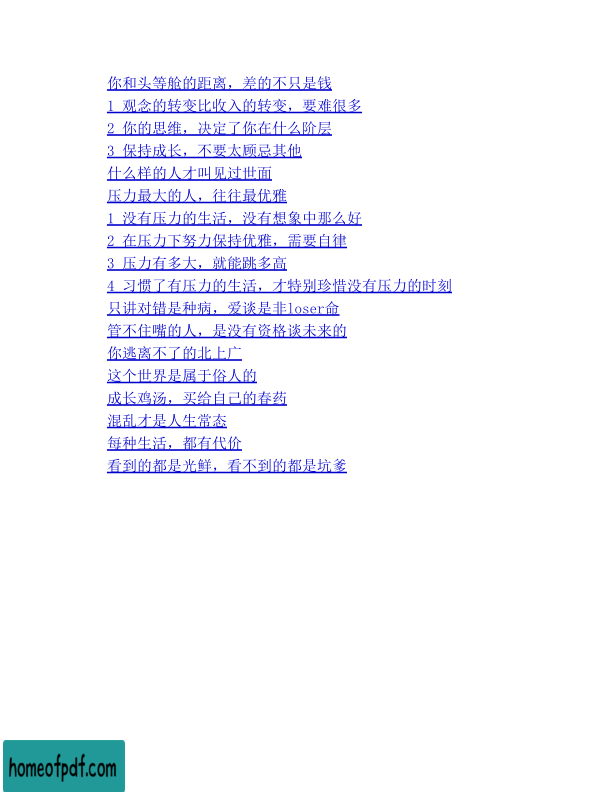 你和头等舱的距离，差的不只是钱
1 观念的转变比收入的转变，要难很多
2 你的思维，决定了你在什么阶层
3 保持成长，不要太顾忌其他
什么样的人才叫见过世面
压力最大的人，往往最优雅
1 没有压力的生活，没有想象中那么好
2 在压力下努力保持优雅，需要自律
3 压力有多大，就能跳多高
4 习惯了有压力的生活，才特别珍惜没有压力的时刻
只讲对错是种病，爱谈是非loser命
管不住嘴的人，是没有资格谈未来的
你逃离不了的北上广
这个世界是属于俗人的
成长鸡汤，买给自己的春药
混乱才是人生常态
每种生活，都有代价
看到的都是光鲜，看不到的都是坑爹
homeofpdf.com